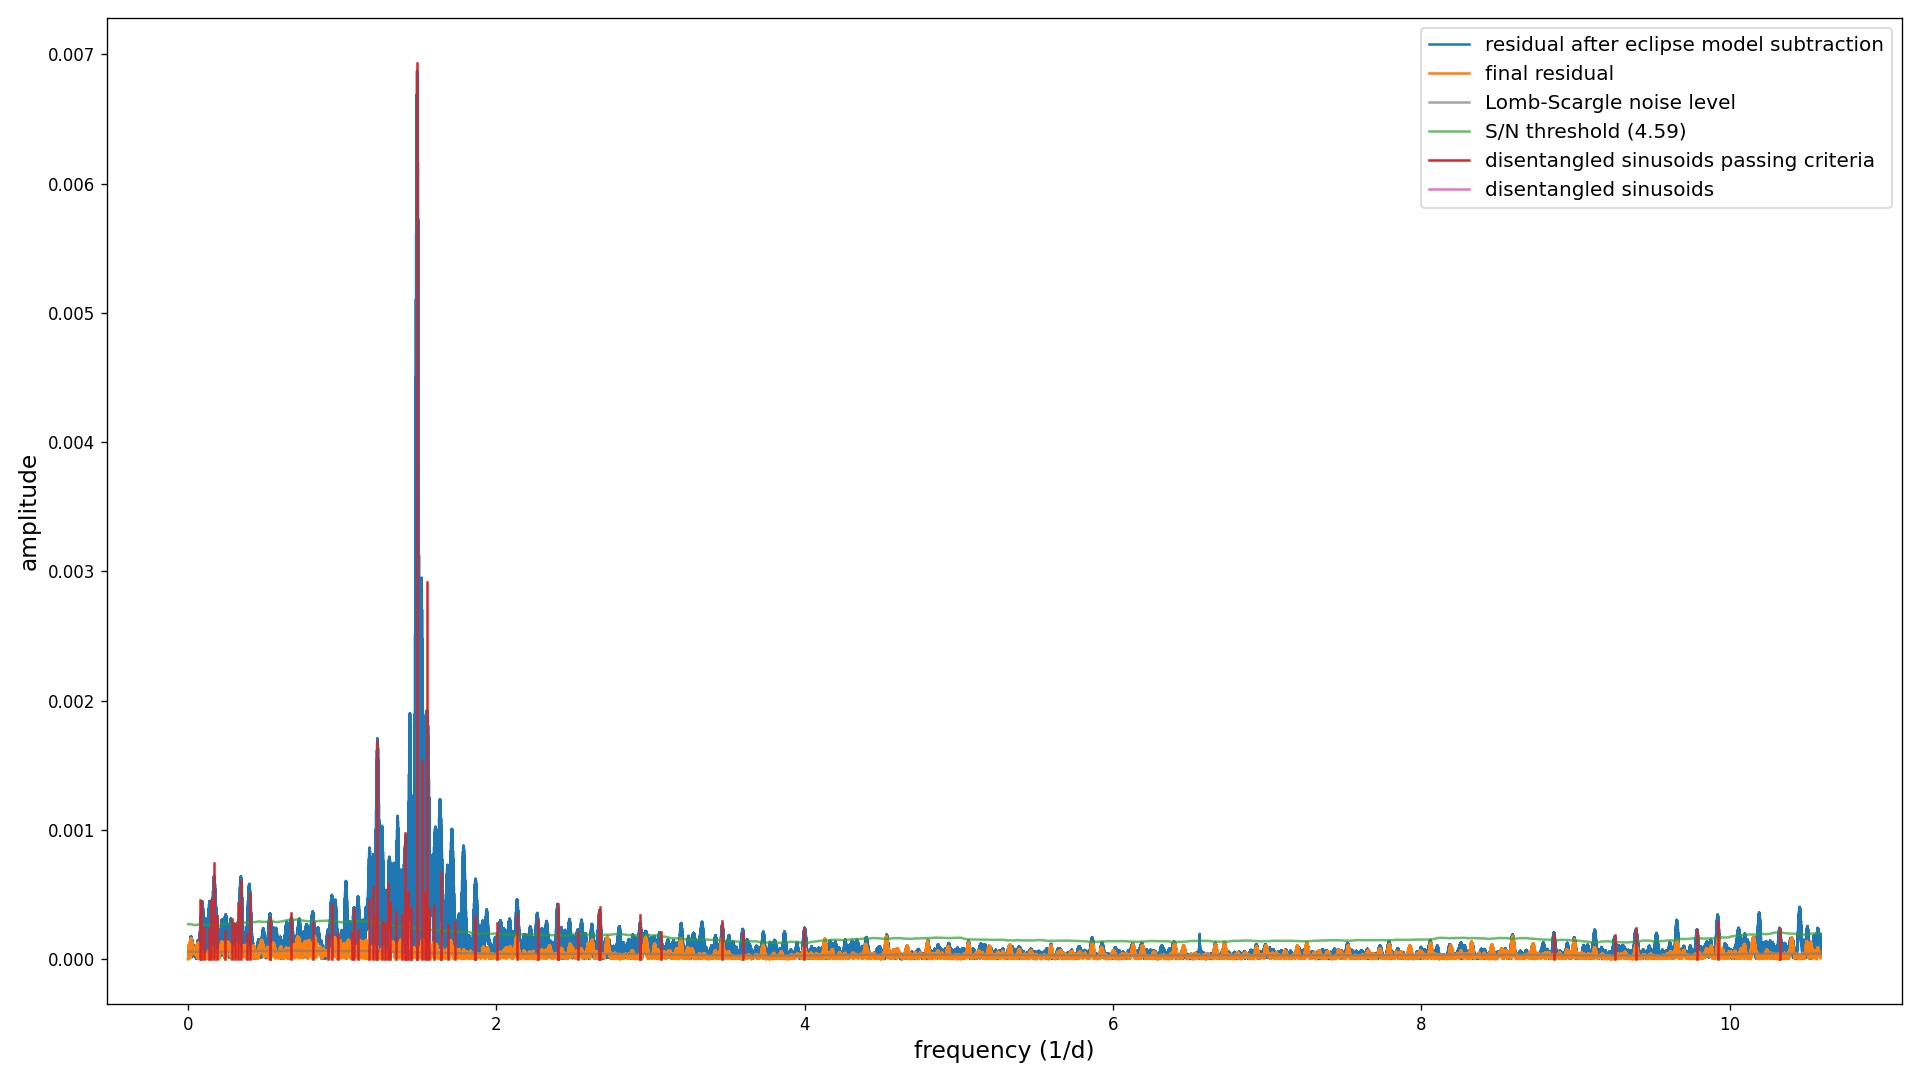 residual after eclipse model subtraction
final residual
Lomb-Scargle noise level
S/N threshold (4.59)
disentangled sinusoids passing criteria
disentangled sinusoids
0.007
0.006
0.005
0.004
0.003
0.002
0.001
0.000
amplitude
0 2 4 6 8 10
frequency (1/d)